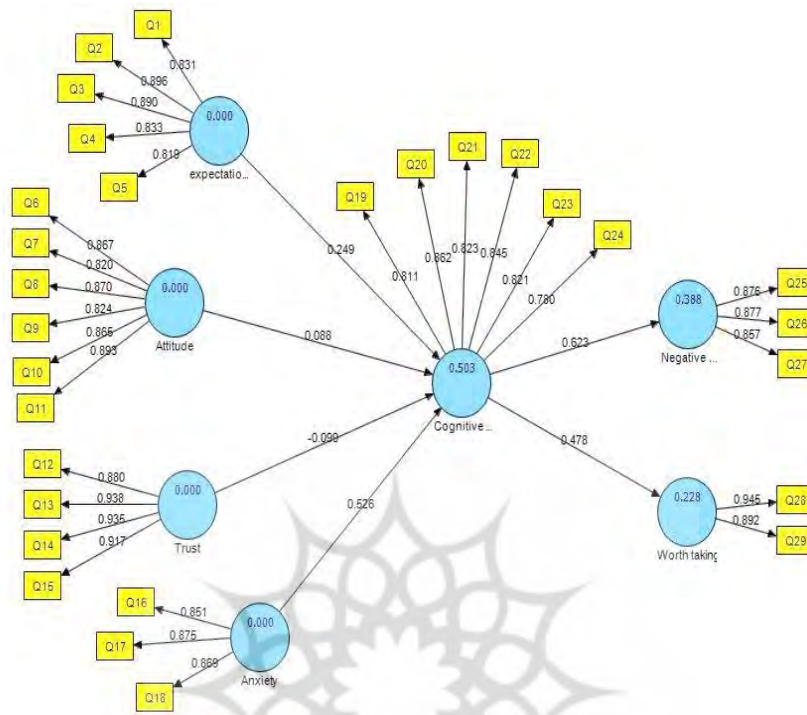 Q1
0.831
Q2
0.896
Q3
0.890
Q4
0.833
Q5
0.819
0.000
expectatio...
Q6
0.867
Q7
0.820
Q8
0.870
Q9
0.824
Q10
0.865
Q11
0.893
0.000
Attitude
Q12
0.880
Q13
0.938
Q14
0.935
Q15
0.917
0.000
Trust
Q16
0.851
Q17
0.875
Q18
0.869
0.000
Anxiety
0.249
0.088
-0.099
0.526
Q19
0.811
Q20
0.862
Q21
0.823
Q22
0.845
Q23
0.821
Q24
0.780
0.503
Cognitive...
0.623
0.478
0.388
Negative ...
Q25
0.876
Q26
0.877
Q27
0.857
0.228
Worth taking
Q28
0.945
Q29
0.892